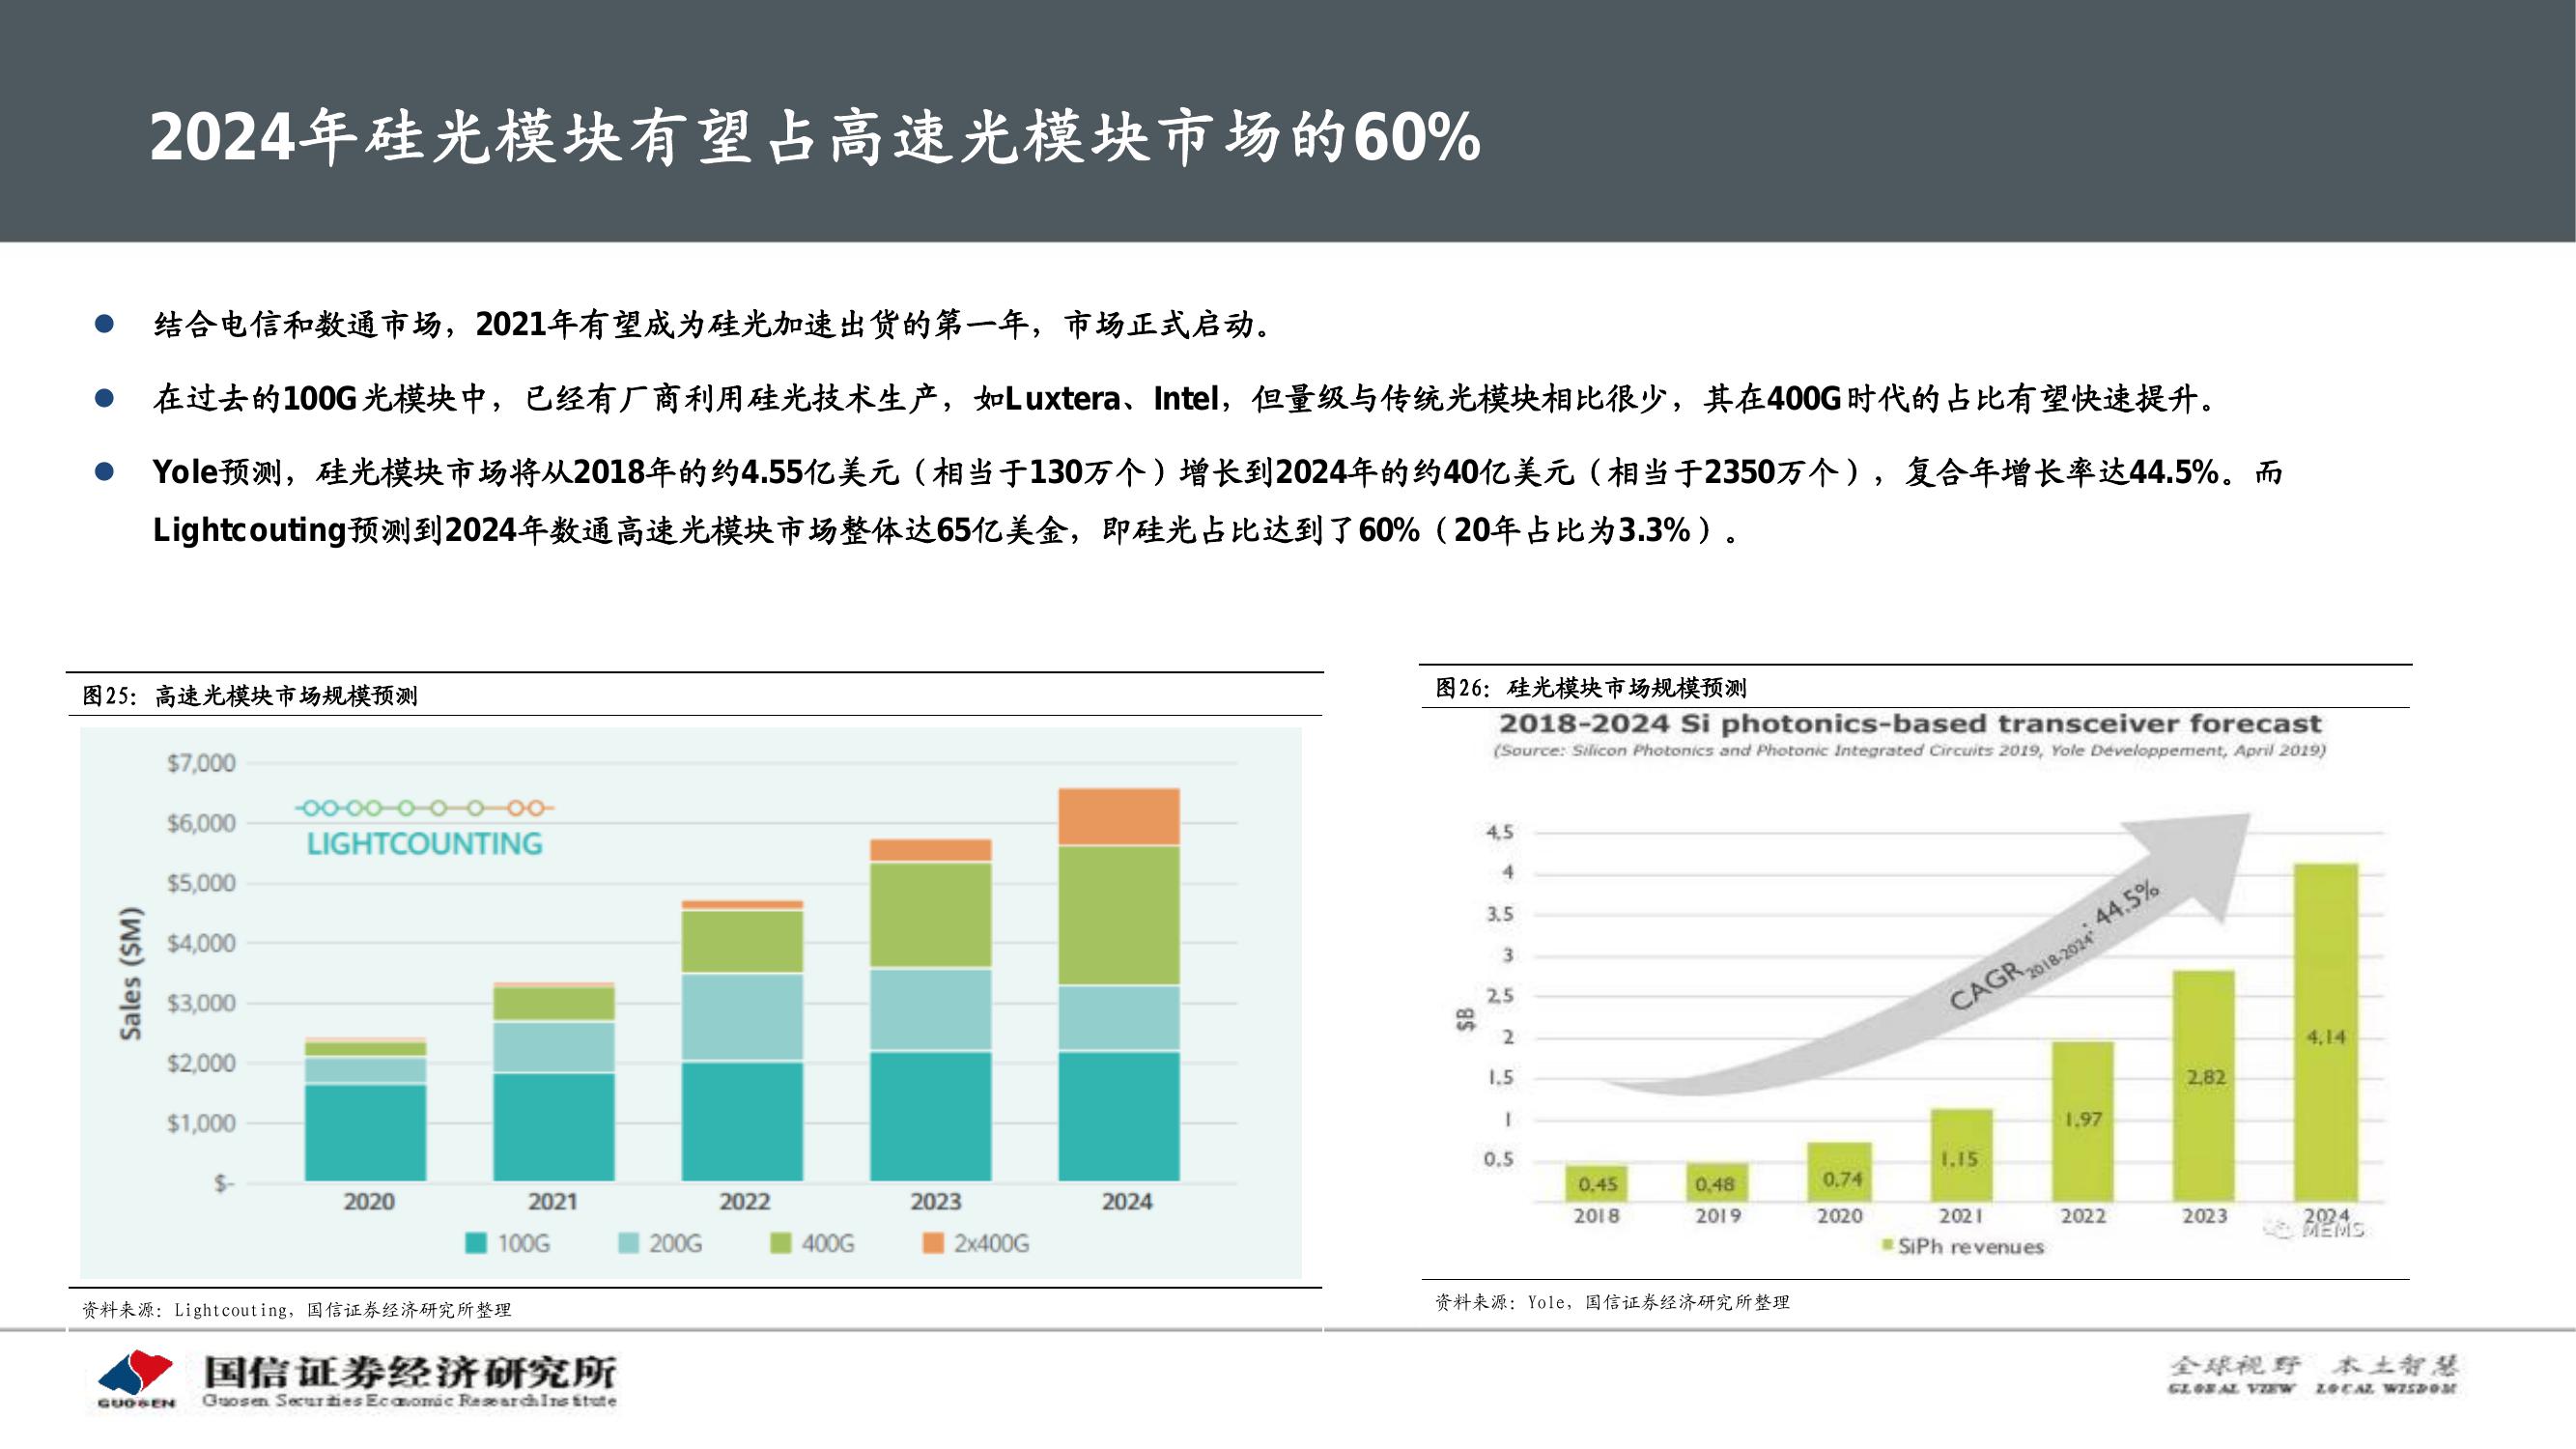 2024年硅光模块有望占高速光模块市场的60%
结合电信和数通市场，2021年有望成为硅光加速出货的第一年，市场正式启动。
在过去的100G光模块中，已经有厂商利用硅光技术生产，如Luxtera、Intel，但量级与传统光模块相比很少，其在400G时代的占比有望快速提升。
Yole预测，硅光模块市场将从2018年的约4.55亿美元（相当于130万个）增长到2024年的约40亿美元（相当于2350万个），复合年增长率达44.5%。而
Lightcouting预测到2024年数通高速光模块市场整体达65亿美金，即硅光占比达到了60%（20年占比为3.3%）。
图25：高速光模块市场规模预测
$7,000
$6,000
$5,000
$4,000
$3,000
$2,000
$1,000
$-
Sales ($M)
LIGHTCOUNTING
2020 2021 2022 2023 2024
100G 200G 400G 2x400G
资料来源：Lightcouting，国信证券经济研究所整理
图26：硅光模块市场规模预测
2018-2024 Si photonics-based transceiver forecast
(Source: Silicon Photonics and Photonic Integrated Circuits 2019, Yole Développement, April 2019)
4,5
4
3,5
3
2,5
2
1,5
1
0,5
$B
CAGR 2018-2024: 44,5%
0,45 0,48 0,74 1,15 1,97 2,82 4,14
2018 2019 2020 2021 2022 2023 2024
MEMS
SiPh revenues
资料来源：Yole，国信证券经济研究所整理
GUOSEN
国信证券经济研究所
Guosen Securities Economic Research Institute
全球视野 本土智慧
GLOBAL VIEW LOCAL WISDOM